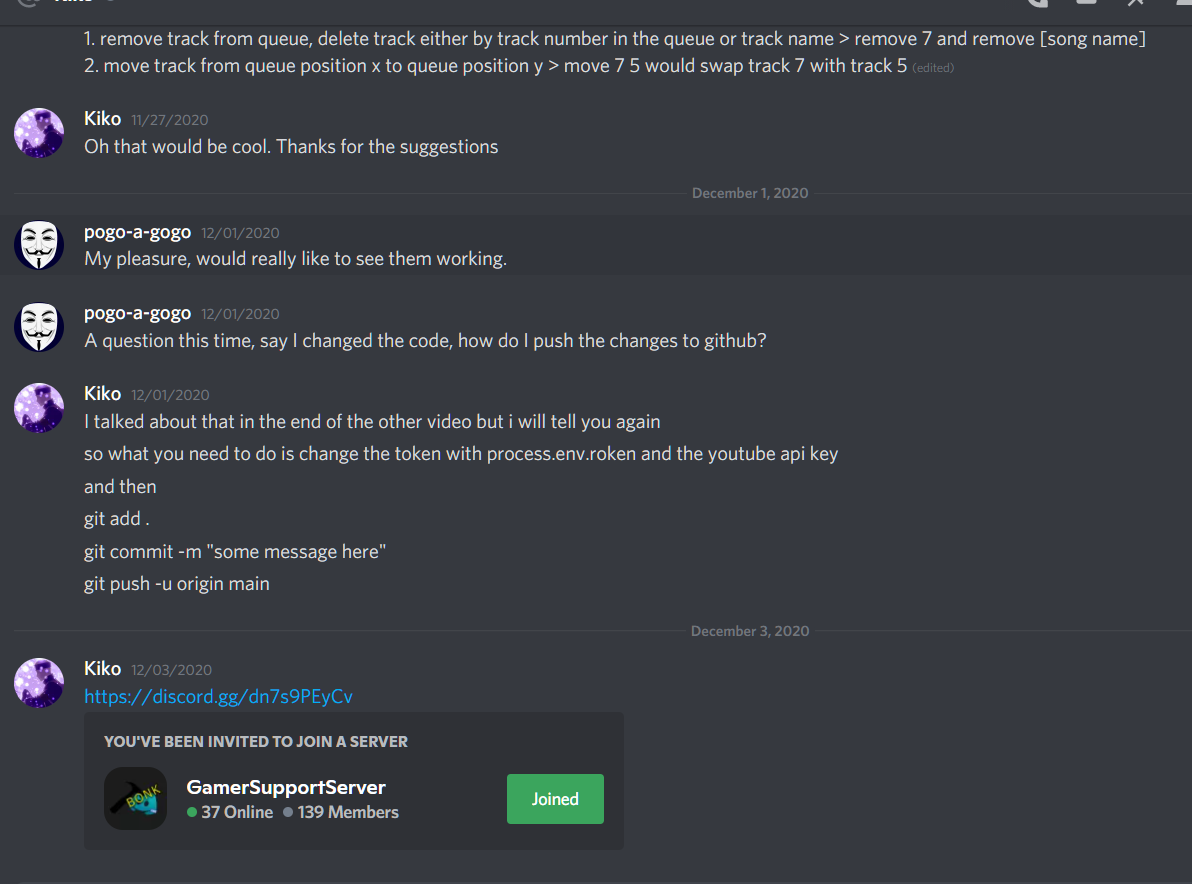 1. remove track from queue, delete track either by track number in the queue or track name > remove 7 and remove [song name]
2. move track from queue position x to queue position y > move 7 5 would swap track 7 with track 5 (edited)
Kiko 11/27/2020
Oh that would be cool. Thanks for the suggestions
December 1, 2020
pogo-a-gogo 12/01/2020
My pleasure, would really like to see them working.
pogo-a-gogo 12/01/2020
A question this time, say I changed the code, how do I push the changes to github?
Kiko 12/01/2020
I talked about that in the end of the other video but i will tell you again
so what you need to do is change the token with process.env.roken and the youtube api key
and then
git add .
git commit -m "some message here"
git push -u origin main
December 3, 2020
Kiko 12/03/2020
https://discord.gg/dn7s9PEyCv
YOU'VE BEEN INVITED TO JOIN A SERVER
BONK
GamerSupportServer
37 Online 139 Members
Joined